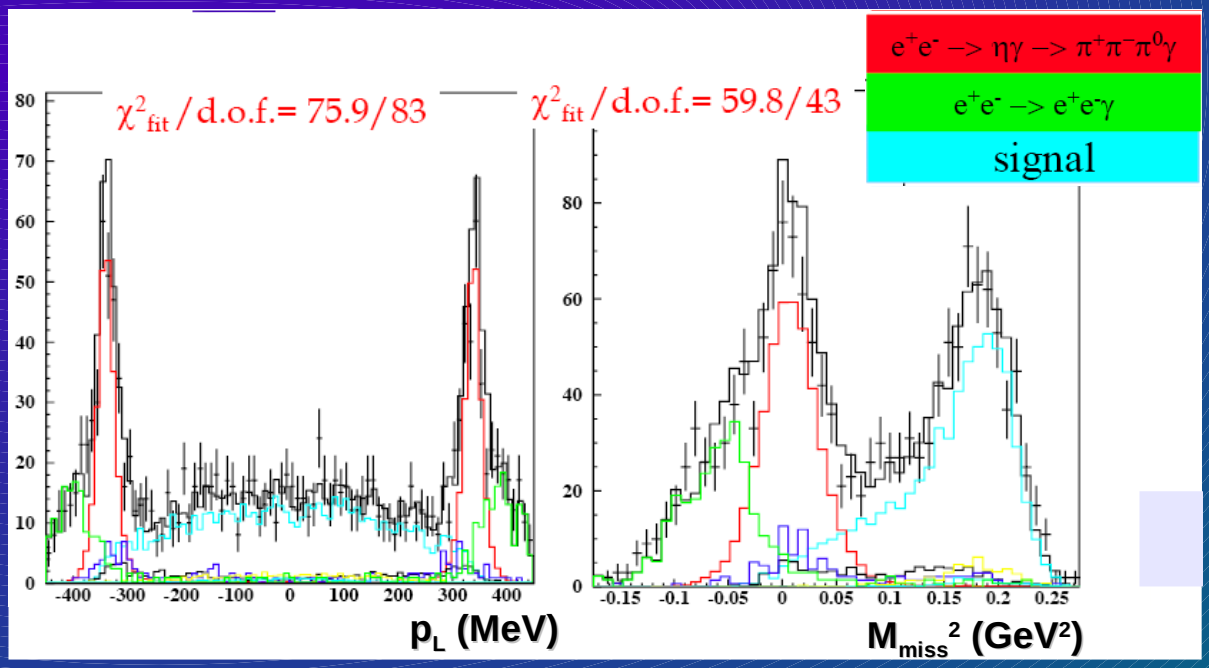 e⁺e⁻ –> ηγ –> π⁺π⁻π⁰γ
e⁺e⁻ –> e⁺e⁻γ
signal
χ²fit /d.o.f.= 75.9/83
80
70
60
50
40
30
20
10
0
-400 -300 -200 -100 0 100 200 300 400
pL (MeV)
χ²fit /d.o.f.= 59.8/43
80
60
40
20
0
-0.15 -0.1 -0.05 0 0.05 0.1 0.15 0.2 0.25
Mmiss² (GeV²)